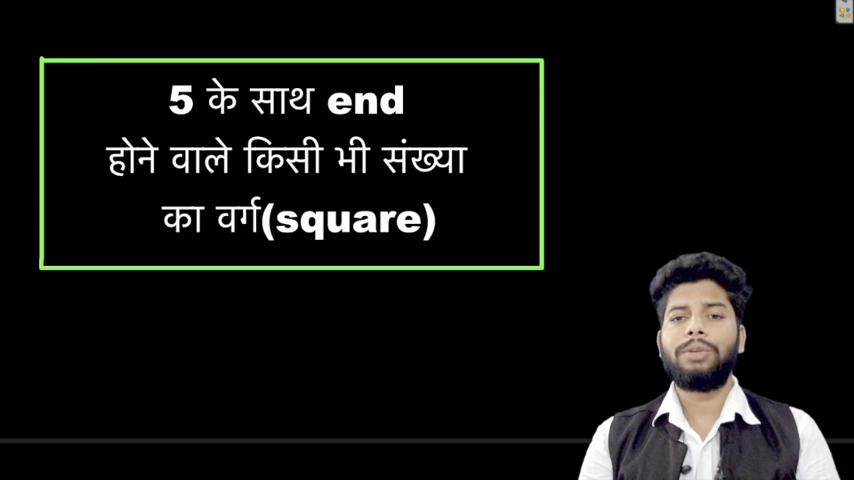 5 के साथ end
होने वाले किसी भी संख्या
का वर्ग(square)